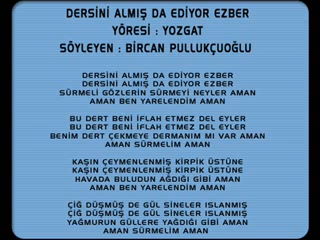 DERSİNİ ALMIŞ DA EDİYOR EZBER
YÖRESİ : YOZGAT
SÖYLEYEN : BİRCAN PULLUKÇUOĞLU
DERSİNİ ALMIŞ DA EDİYOR EZBER
DERSİNİ ALMIŞ DA EDİYOR EZBER
SÜRMELİ GÖZLERİN SÜRMEYİ NEYLER AMAN
AMAN BEN YARELENDİM AMAN
BU DERT BENİ İFLAH ETMEZ DEL EYLER
BU DERT BENİ İFLAH ETMEZ DEL EYLER
BENİM DERT ÇEKMEYE DERMANIM MI VAR AMAN
AMAN SÜRMELİM AMAN
KAŞIN ÇEYMENLENMİŞ KİRPİK ÜSTÜNE
KAŞIN ÇEYMENLENMİŞ KİRPİK ÜSTÜNE
HAVADA BULUDUN AĞDIĞI GİBİ AMAN
AMAN BEN YARELENDİM AMAN
ÇİĞ DÜŞMÜŞ DE GÜL SİNELER ISLANMIŞ
ÇİĞ DÜŞMÜŞ DE GÜL SİNELER ISLANMIŞ
YAĞMURUN GÜLLERE YAĞDIĞI GİBİ AMAN
AMAN SÜRMELİM AMAN